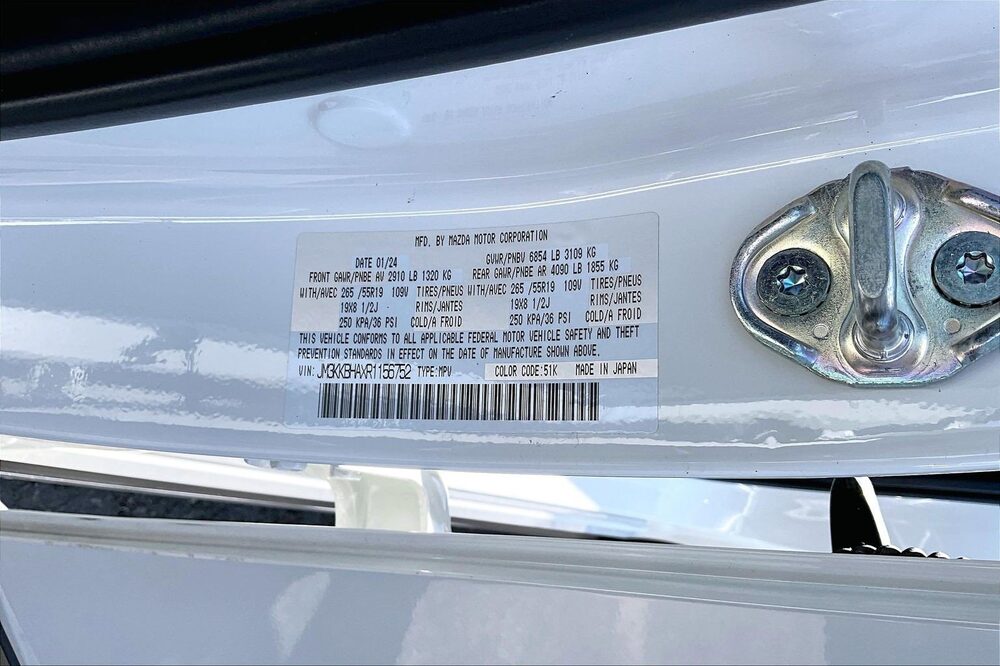 MFD. BY MAZDA MOTOR CORPORATION
DATE 01/24 GVWR/PNBV 6854 LB 3109 KG
FRONT GAWR/PNBE AV 2910 LB 1320 KG REAR GAWR/PNBE AR 4090 LB 1855 KG
WITH/AVEC 265 /55R19 109V TIRES/PNEUS WITH/AVEC 265 /55R19 109V TIRES/PNEUS
19X8 1/2J RIMS/JANTES 19X8 1/2J RIMS/JANTES
250 KPA/36 PSI COLD/A FROID 250 KPA/36 PSI COLD/A FROID
THIS VEHICLE CONFORMS TO ALL APPLICABLE FEDERAL MOTOR VEHICLE SAFETY AND THEFT
PREVENTION STANDARDS IN EFFECT ON THE DATE OF MANUFACTURE SHOWN ABOVE.
VIN: JM3KKBHAXR1156752 TYPE:MPV COLOR CODE:51K MADE IN JAPAN